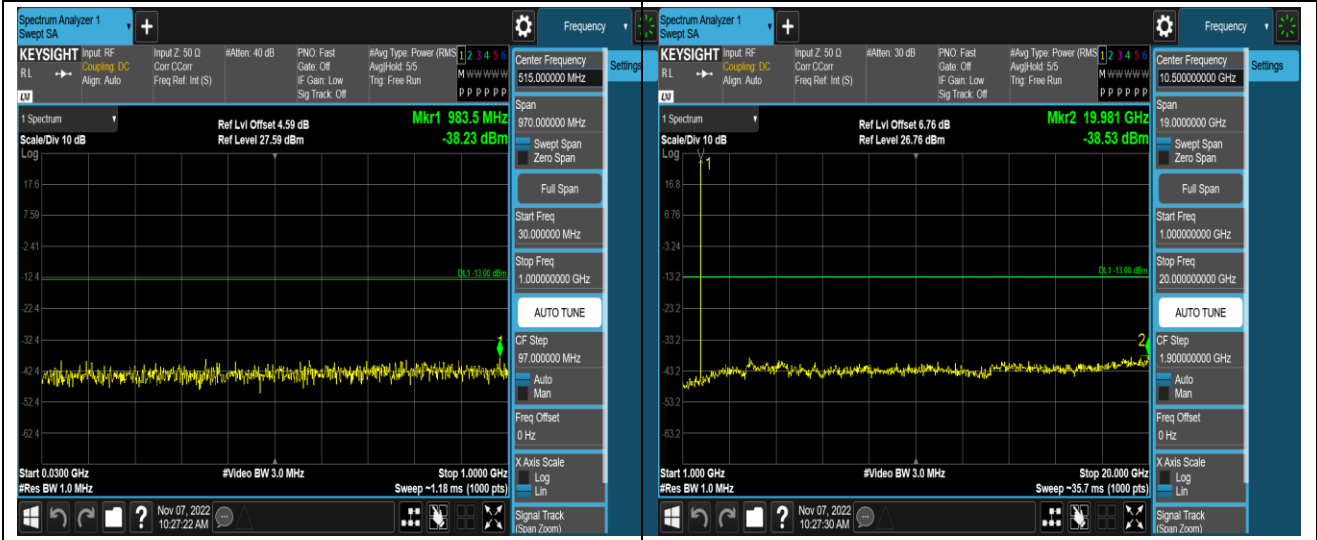 Spectrum Analyzer 1
Swept SA
Frequency
KEYSIGHT
Input: RF
Coupling: DC
Align: Auto
Input Z: 50 Ω
Corr CCorr
Freq Ref: Int (S)
#Atten: 40 dB
PNO: Fast
Gate: Off
IF Gain: Low
Sig Track: Off
#Avg Type: Power (RMS
Avg|Hold: 5/5
Trig: Free Run
1 2 3 4 5 6
M W W W W W
P P P P P P
RL
LXI
Center Frequency
515.000000 MHz
Settings
1 Spectrum
Scale/Div 10 dB
Ref Lvl Offset 4.59 dB
Ref Level 27.59 dBm
Mkr1 983.5 MHz
-38.23 dBm
Log
17.6
7.59
-2.41
-12.4
-22.4
-32.4
-42.4
-52.4
-62.4
DL1 -13.00 dBm
1
Span
970.000000 MHz
Swept Span
Zero Span
Full Span
Start Freq
30.000000 MHz
Stop Freq
1.000000000 GHz
AUTO TUNE
CF Step
97.000000 MHz
Auto
Man
Freq Offset
0 Hz
X Axis Scale
Log
Lin
Signal Track
(Span Zoom)
Start 0.0300 GHz
#Res BW 1.0 MHz
#Video BW 3.0 MHz
Stop 1.0000 GHz
Sweep ~1.18 ms (1000 pts)
?
Nov 07, 2022
10:27:22 AM
Spectrum Analyzer 1
Swept SA
Frequency
KEYSIGHT
Input: RF
Coupling: DC
Align: Auto
Input Z: 50 Ω
Corr CCorr
Freq Ref: Int (S)
#Atten: 30 dB
PNO: Fast
Gate: Off
IF Gain: Low
Sig Track: Off
#Avg Type: Power (RMS
Avg|Hold: 5/5
Trig: Free Run
1 2 3 4 5 6
M W W W W W
P P P P P P
RL
LXI
Center Frequency
10.500000000 GHz
Settings
1 Spectrum
Scale/Div 10 dB
Ref Lvl Offset 6.76 dB
Ref Level 26.76 dBm
Mkr2 19.981 GHz
-38.53 dBm
Log
16.8
6.76
-3.24
-13.2
-23.2
-33.2
-43.2
-53.2
-63.2
1
DL1 -13.00 dBm
2
Span
19.0000000 GHz
Swept Span
Zero Span
Full Span
Start Freq
1.000000000 GHz
Stop Freq
20.000000000 GHz
AUTO TUNE
CF Step
1.900000000 GHz
Auto
Man
Freq Offset
0 Hz
X Axis Scale
Log
Lin
Signal Track
(Span Zoom)
Start 1.000 GHz
#Res BW 1.0 MHz
#Video BW 3.0 MHz
Stop 20.000 GHz
Sweep ~35.7 ms (1000 pts)
?
Nov 07, 2022
10:27:30 AM